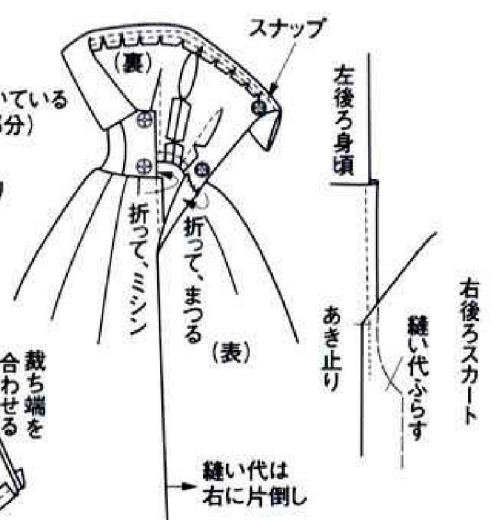 スナップ
(裏)
いている
分)
左後ろ身頃
折って、ミシン
折って、まつる
(表)
あき止り
縫い代ふらす
右後ろスカート
裁ち端を
合わせる
縫い代は
右に片倒し